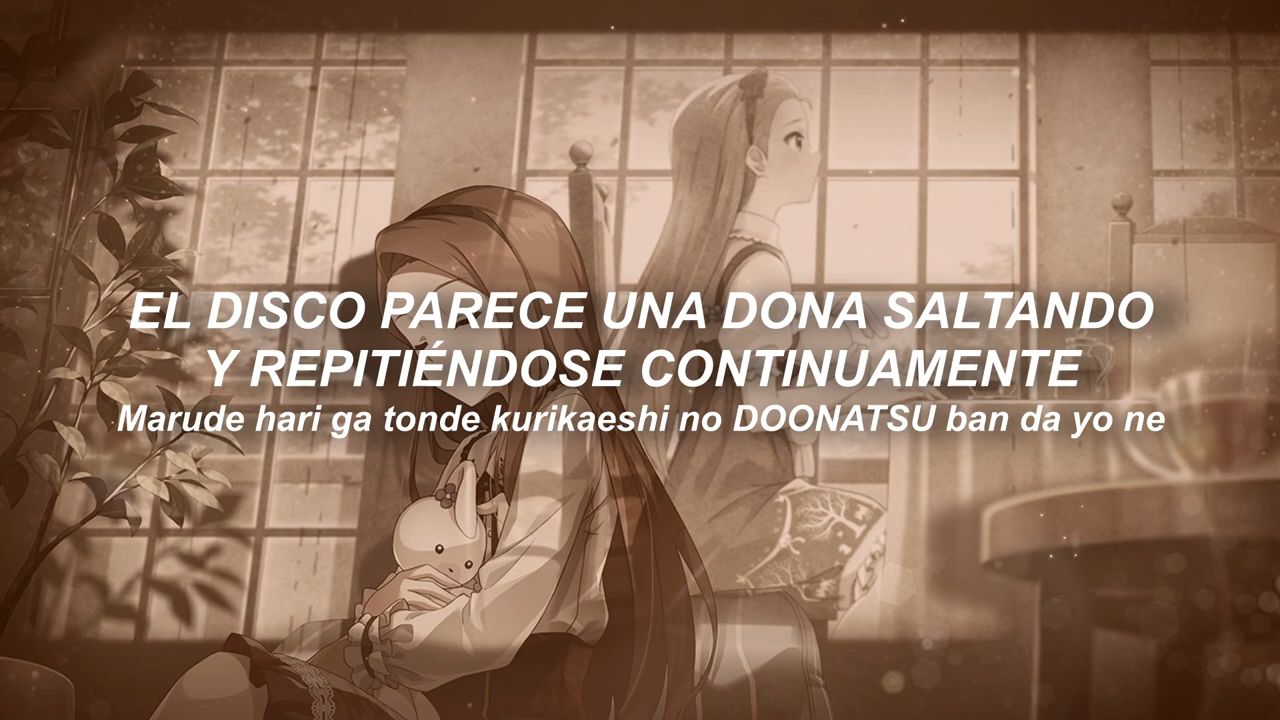 EL DISCO PARECE UNA DONA SALTANDO
Y REPITIÉNDOSE CONTINUAMENTE
Marude hari ga tonde kurikaeshi no DOONATSU ban da yo ne